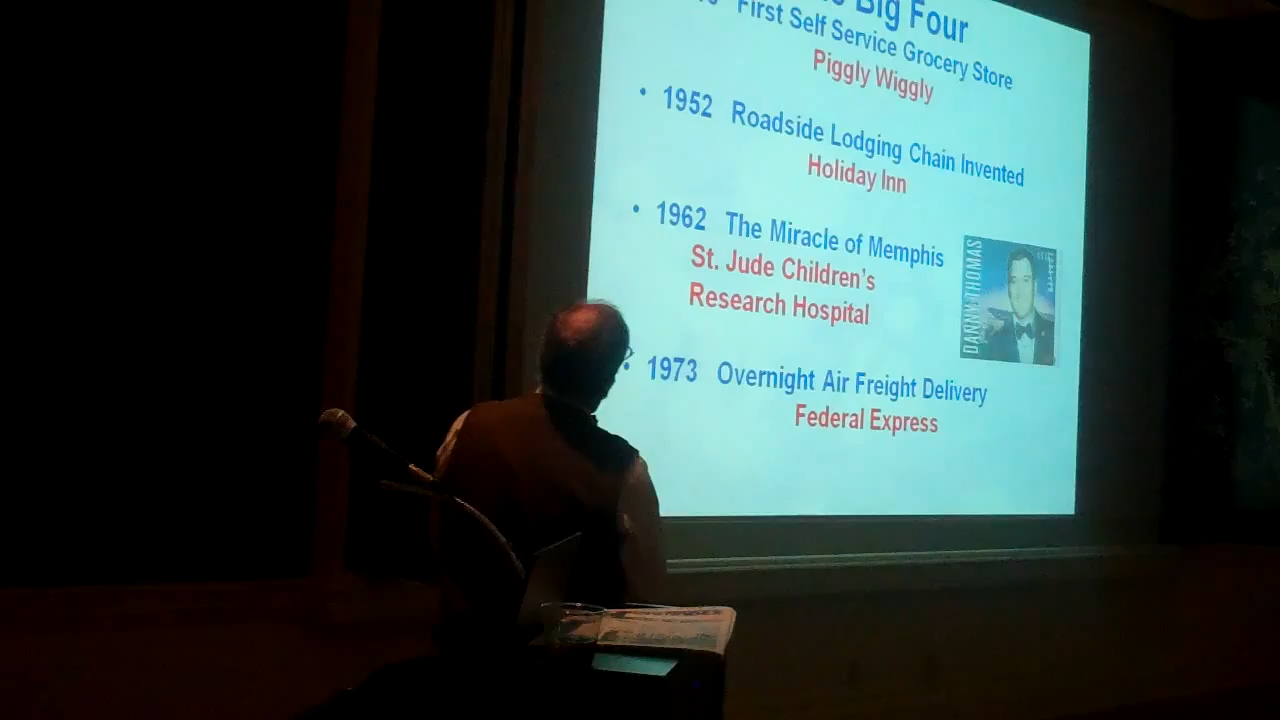 Big Four
First Self Service Grocery Store
Piggly Wiggly
• 1952 Roadside Lodging Chain Invented
Holiday Inn
• 1962 The Miracle of Memphis
St. Jude Children's
Research Hospital
DANNY THOMAS
• 1973 Overnight Air Freight Delivery
Federal Express